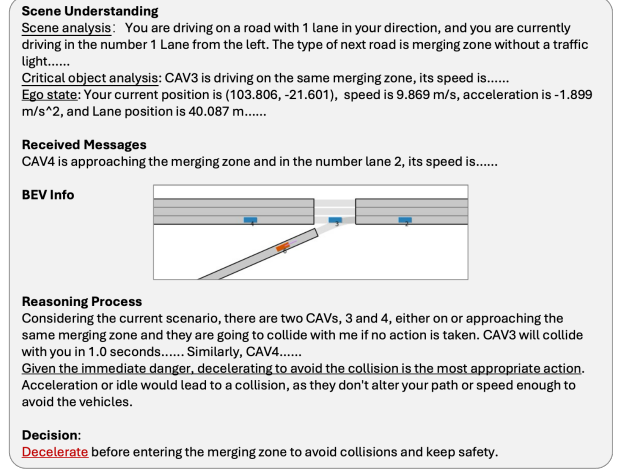 Scene Understanding
Scene analysis： You are driving on a road with 1 lane in your direction, and you are currently
driving in the number 1 Lane from the left. The type of next road is merging zone without a traffic
light......
Critical object analysis: CAV3 is driving on the same merging zone, its speed is......
Ego state: Your current position is (103.806, -21.601), speed is 9.869 m/s, acceleration is -1.899
m/s^2, and Lane position is 40.087 m......
Received Messages
CAV4 is approaching the merging zone and in the number lane 2, its speed is......
BEV Info
Reasoning Process
Considering the current scenario, there are two CAVs, 3 and 4, either on or approaching the
same merging zone and they are going to collide with me if no action is taken. CAV3 will collide
with you in 1.0 seconds...... Similarly, CAV4......
Given the immediate danger, decelerating to avoid the collision is the most appropriate action.
Acceleration or idle would lead to a collision, as they don't alter your path or speed enough to
avoid the vehicles.
Decision:
Decelerate before entering the merging zone to avoid collisions and keep safety.